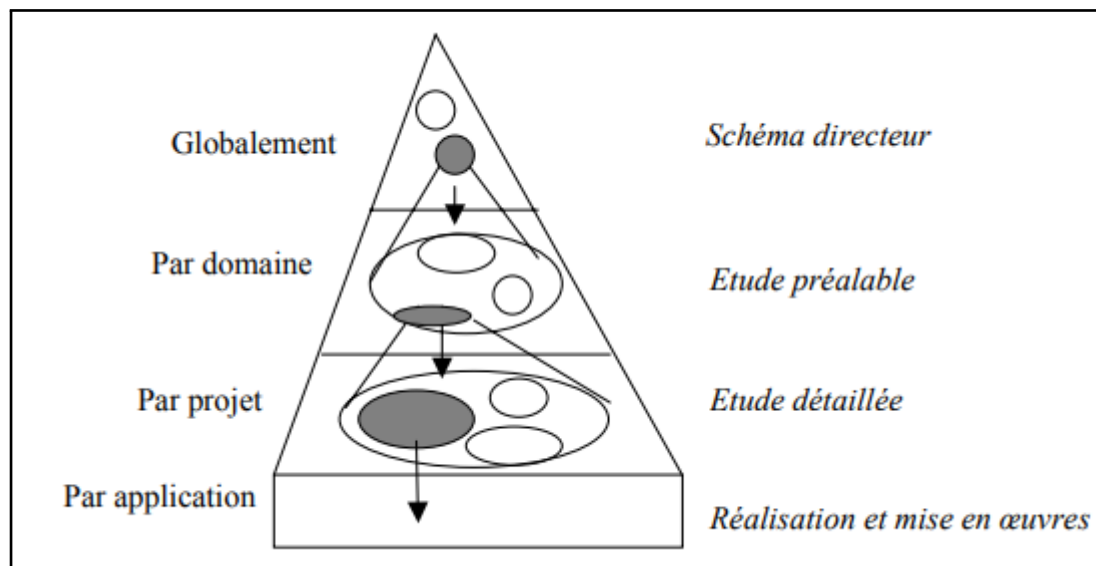 Globalement
Schéma directeur
Par domaine
Etude préalable
Par projet
Etude détaillée
Par application
Réalisation et mise en œuvres